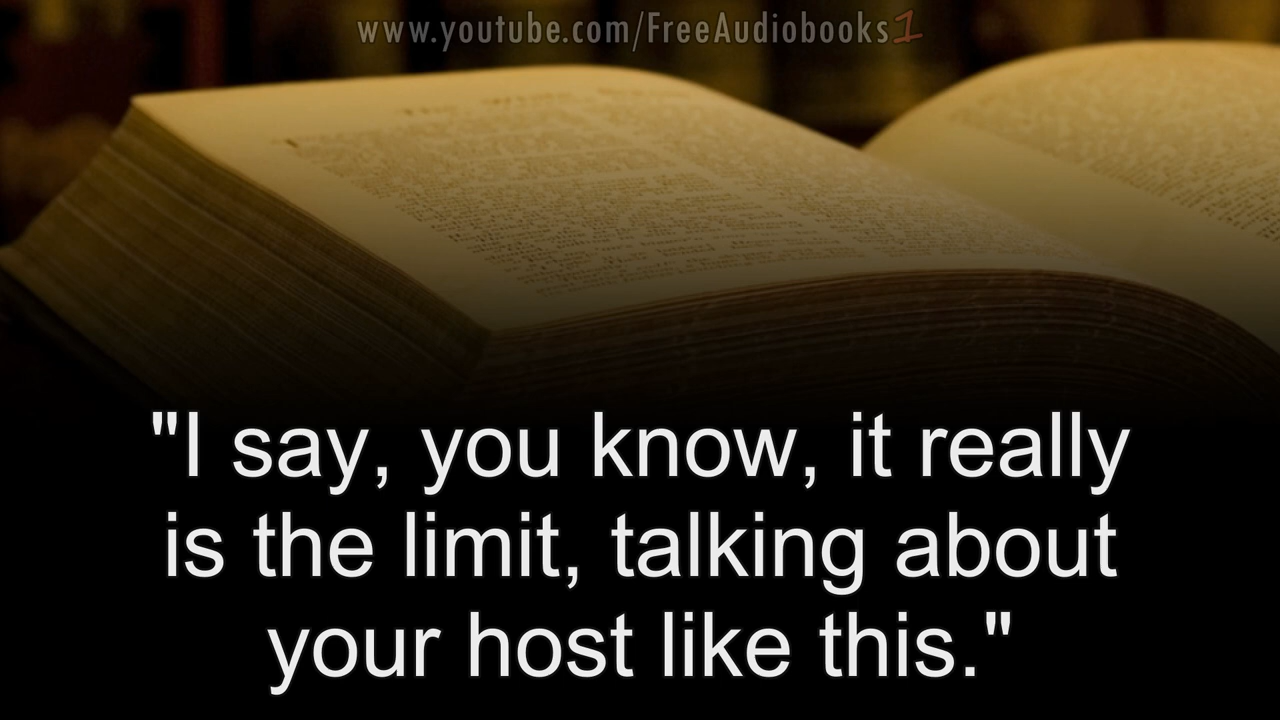 www.youtube.com/FreeAudiobooks1
"I say, you know, it really
is the limit, talking about
your host like this."